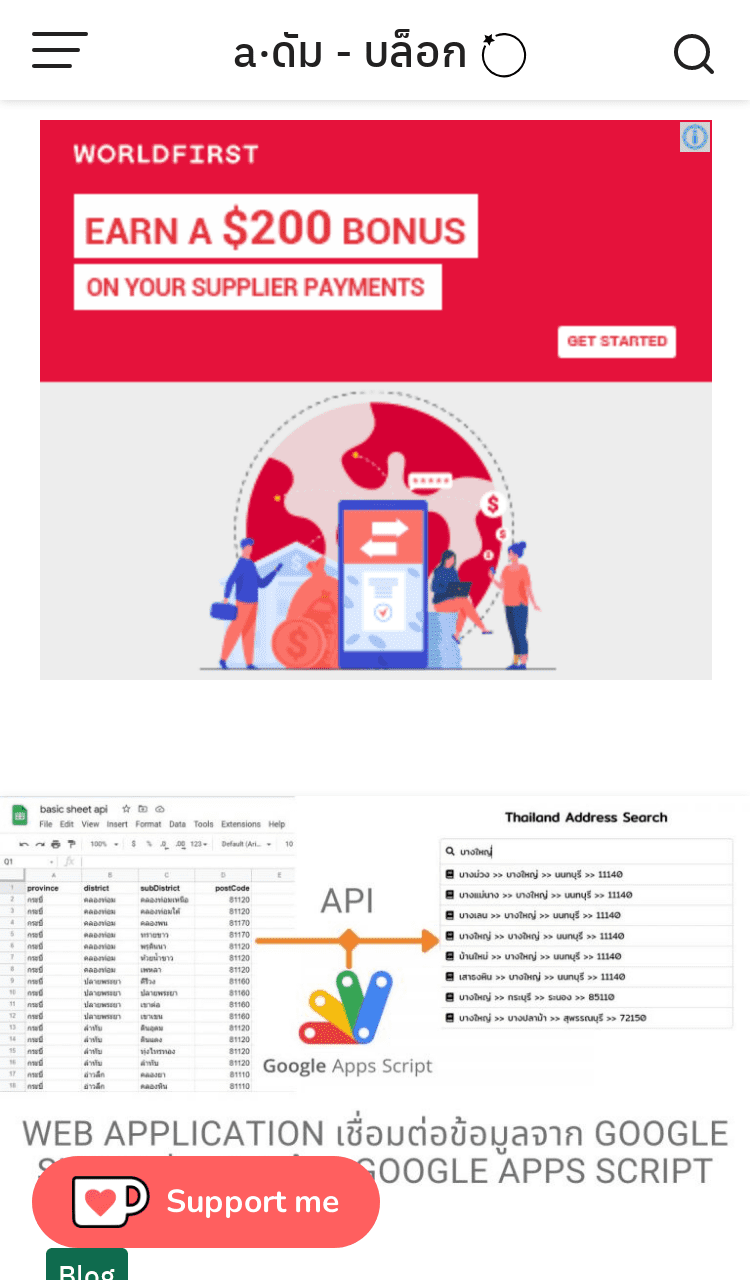 a·ดัม - บล็อก
WORLDFIRST
EARN A $200 BONUS
ON YOUR SUPPLIER PAYMENTS
GET STARTED
basic sheet api
File Edit View Insert Format Data Tools Extensions Help
100% $ % .0 .00 123 Default (Ari... 10
Q1 fx
A B C D E
1 province district subDistrict postCode
2 กระบี่ คลองท่อม คลองท่อมเหนือ 81120
3 กระบี่ คลองท่อม คลองท่อมใต้ 81120
4 กระบี่ คลองท่อม คลองพน 81170
5 กระบี่ คลองท่อม ทรายขาว 81170
6 กระบี่ คลองท่อม พรุดินนา 81120
7 กระบี่ คลองท่อม ห้วยน้ำขาว 81120
8 กระบี่ คลองท่อม เพหลา 81120
9 กระบี่ ปลายพระยา คีรีวง 81160
10 กระบี่ ปลายพระยา ปลายพระยา 81160
11 กระบี่ ปลายพระยา เขาต่อ 81160
12 กระบี่ ปลายพระยา เขาเขน 81160
13 กระบี่ ลำทับ ดินอุดม 81120
14 กระบี่ ลำทับ ดินแดง 81120
15 กระบี่ ลำทับ ทุ่งไทรทอง 81120
16 กระบี่ ลำทับ ลำทับ 81120
17 กระบี่ อ่าวลึก คลองยา 81110
18 กระบี่ อ่าวลึก คลองหิน 81110
API
Google Apps Script
Thailand Address Search
บางใหญ่
บางม่วง >> บางใหญ่ >> นนทบุรี >> 11140
บางแม่นาง >> บางใหญ่ >> นนทบุรี >> 11140
บางเลน >> บางใหญ่ >> นนทบุรี >> 11140
บางใหญ่ >> บางใหญ่ >> นนทบุรี >> 11140
บ้านใหม่ >> บางใหญ่ >> นนทบุรี >> 11140
เสาธงหิน >> บางใหญ่ >> นนทบุรี >> 11140
บางใหญ่ >> กระบุรี >> ระนอง >> 85110
บางใหญ่ >> บางปลาม้า >> สุพรรณบุรี >> 72150
WEB APPLICATION เชื่อมต่อข้อมูลจาก GOOGLE
GOOGLE APPS SCRIPT
Support me
Blog